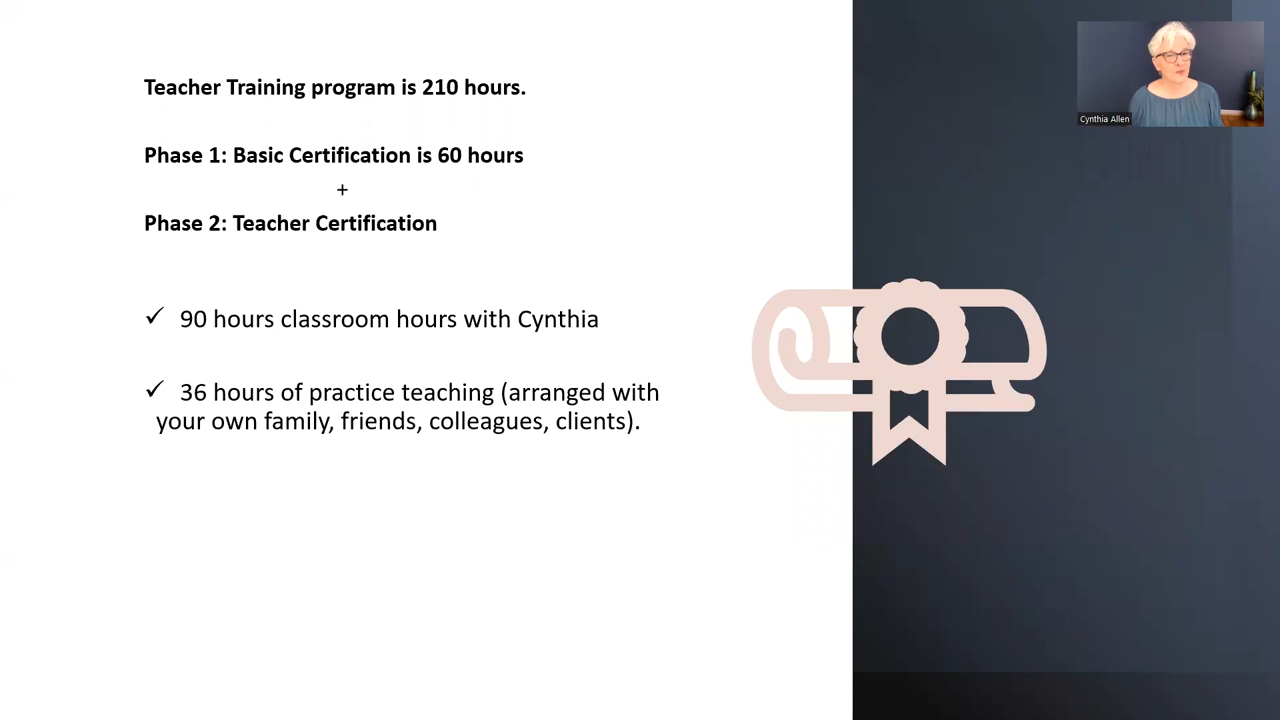 Teacher Training program is 210 hours.
Phase 1: Basic Certification is 60 hours
+
Phase 2: Teacher Certification
✓ 90 hours classroom hours with Cynthia
✓ 36 hours of practice teaching (arranged with
your own family, friends, colleagues, clients).
Cynthia Allen